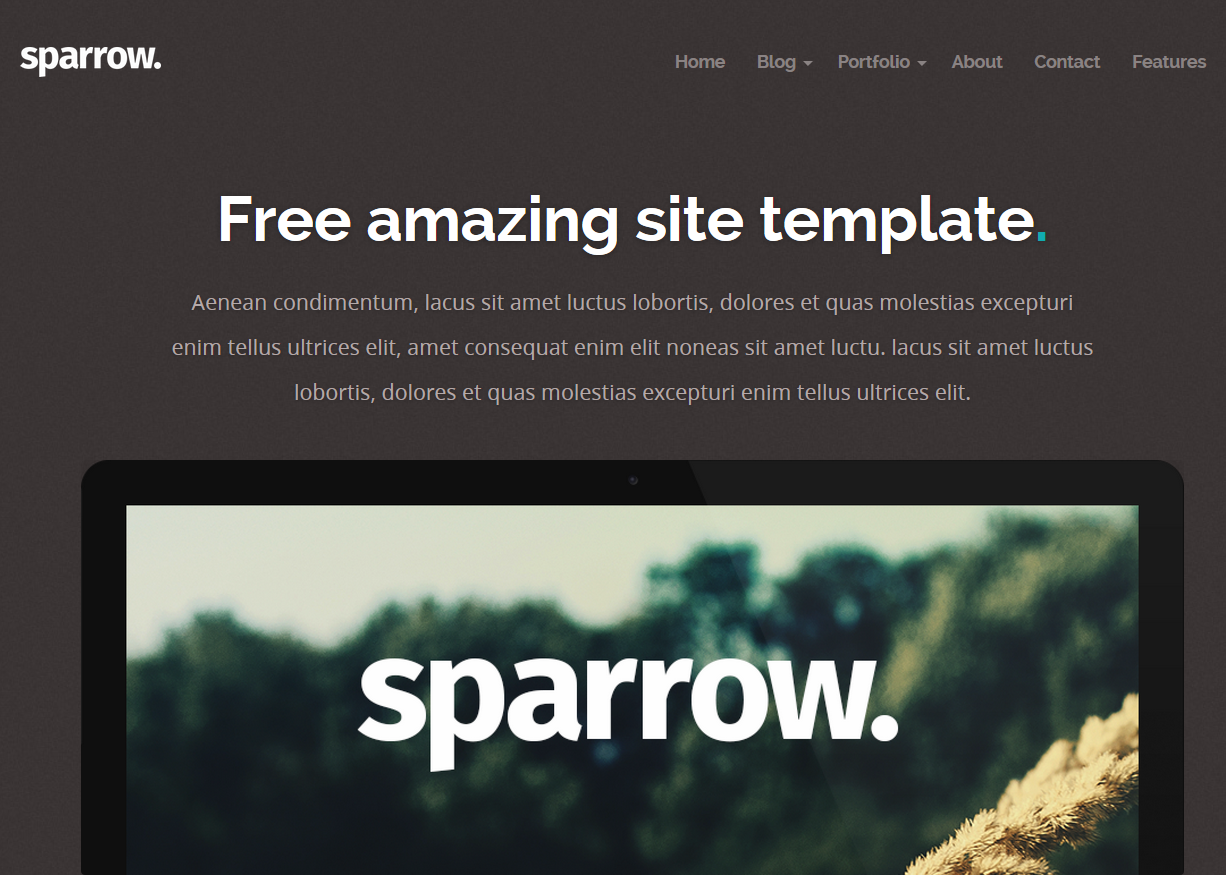 sparrow.
Home Blog Portfolio About Contact Features
Free amazing site template.
Aenean condimentum, lacus sit amet luctus lobortis, dolores et quas molestias excepturi
enim tellus ultrices elit, amet consequat enim elit noneas sit amet luctu. lacus sit amet luctus
lobortis, dolores et quas molestias excepturi enim tellus ultrices elit.
sparrow.